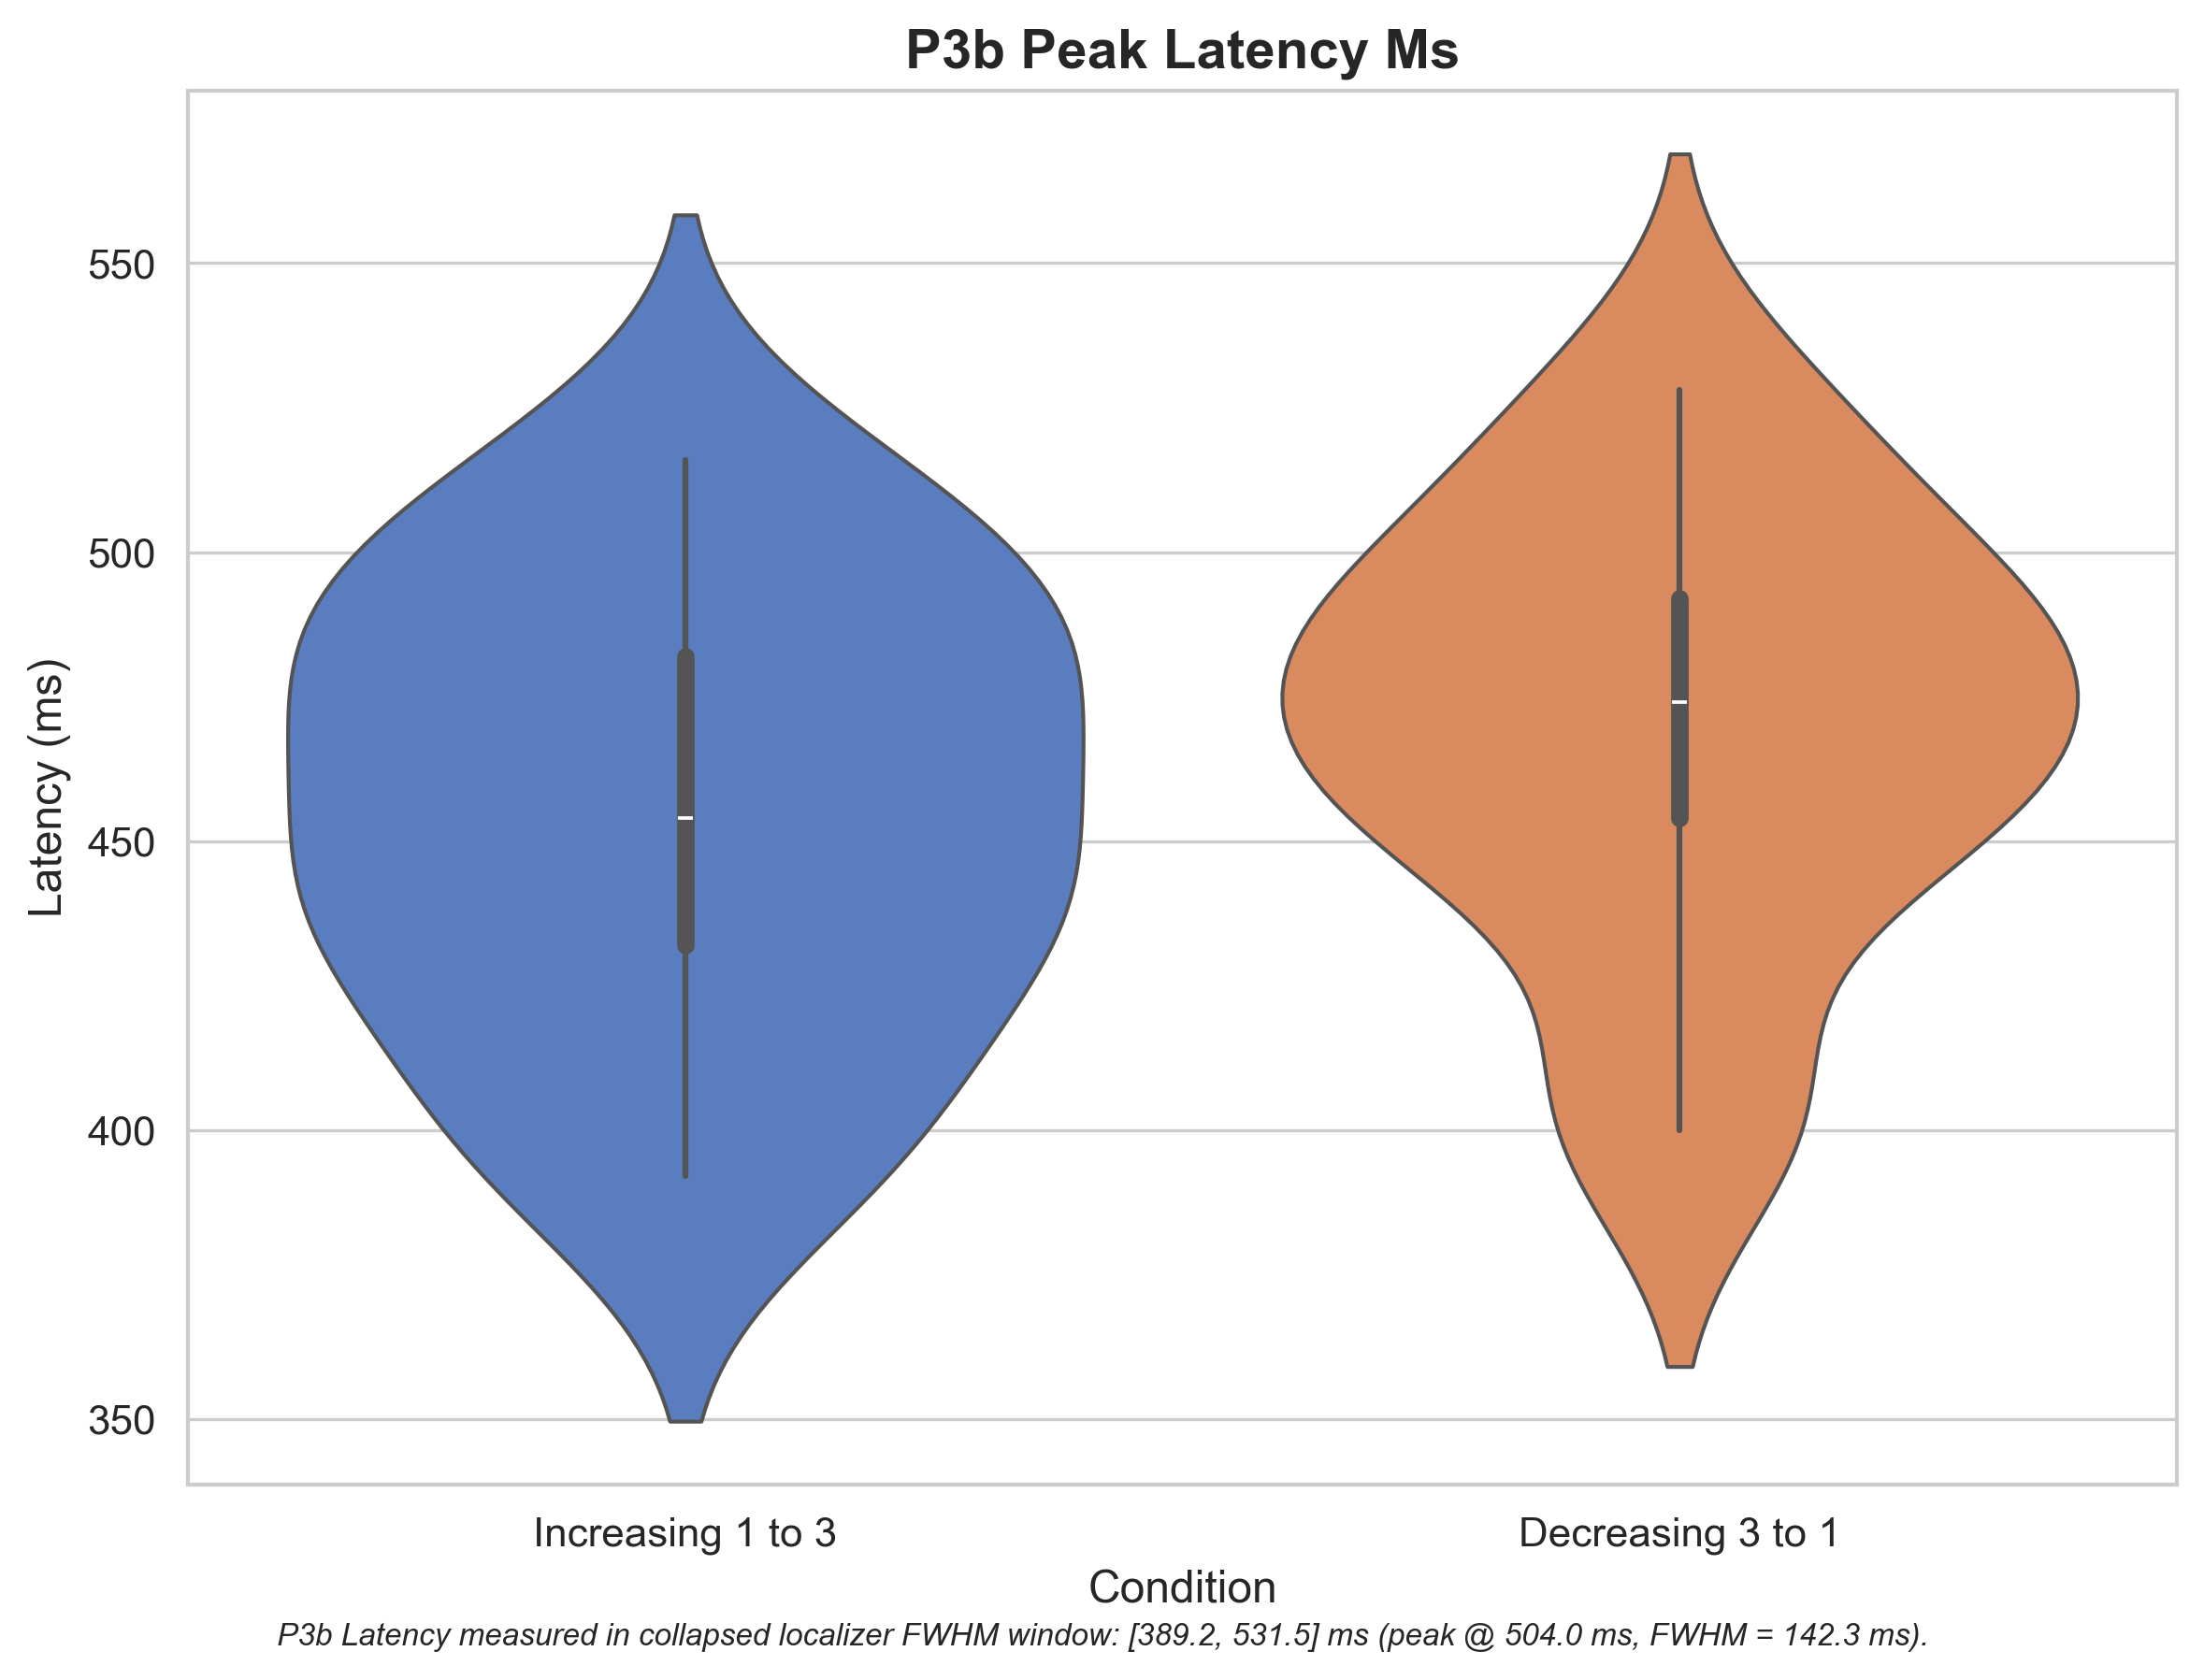 P3b Peak Latency Ms
Latency (ms)
550
500
450
400
350
Increasing 1 to 3
Decreasing 3 to 1
Condition
P3b Latency measured in collapsed localizer FWHM window: [389.2, 531.5] ms (peak @ 504.0 ms, FWHM = 142.3 ms).